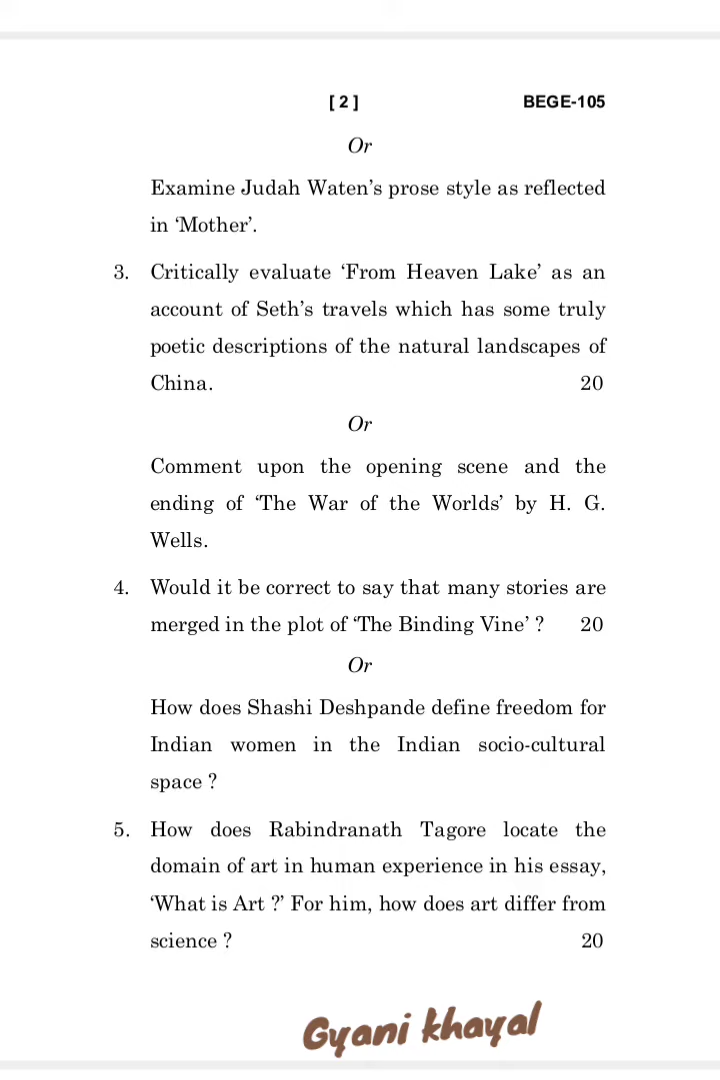 [ 2 ] BEGE-105
Or
Examine Judah Waten’s prose style as reflected
in ‘Mother’.
3. Critically evaluate ‘From Heaven Lake’ as an
account of Seth’s travels which has some truly
poetic descriptions of the natural landscapes of
China. 20
Or
Comment upon the opening scene and the
ending of ‘The War of the Worlds’ by H. G.
Wells.
4. Would it be correct to say that many stories are
merged in the plot of ‘The Binding Vine’ ? 20
Or
How does Shashi Deshpande define freedom for
Indian women in the Indian socio-cultural
space ?
5. How does Rabindranath Tagore locate the
domain of art in human experience in his essay,
‘What is Art ?’ For him, how does art differ from
science ? 20
Gyani khayal